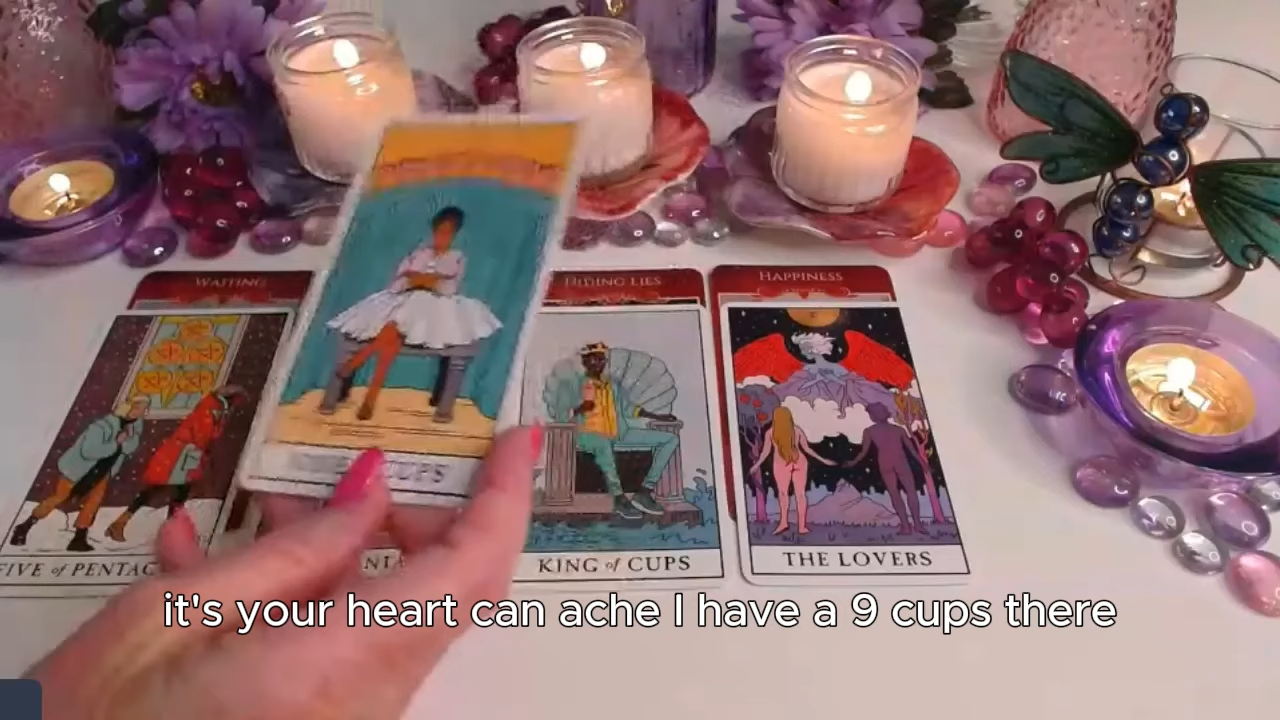 WAITING
HIDING LIES
HAPPINESS
CUPS
FIVE of PENTAC
KING of CUPS
THE LOVERS
it's your heart can ache I have a 9 cups there